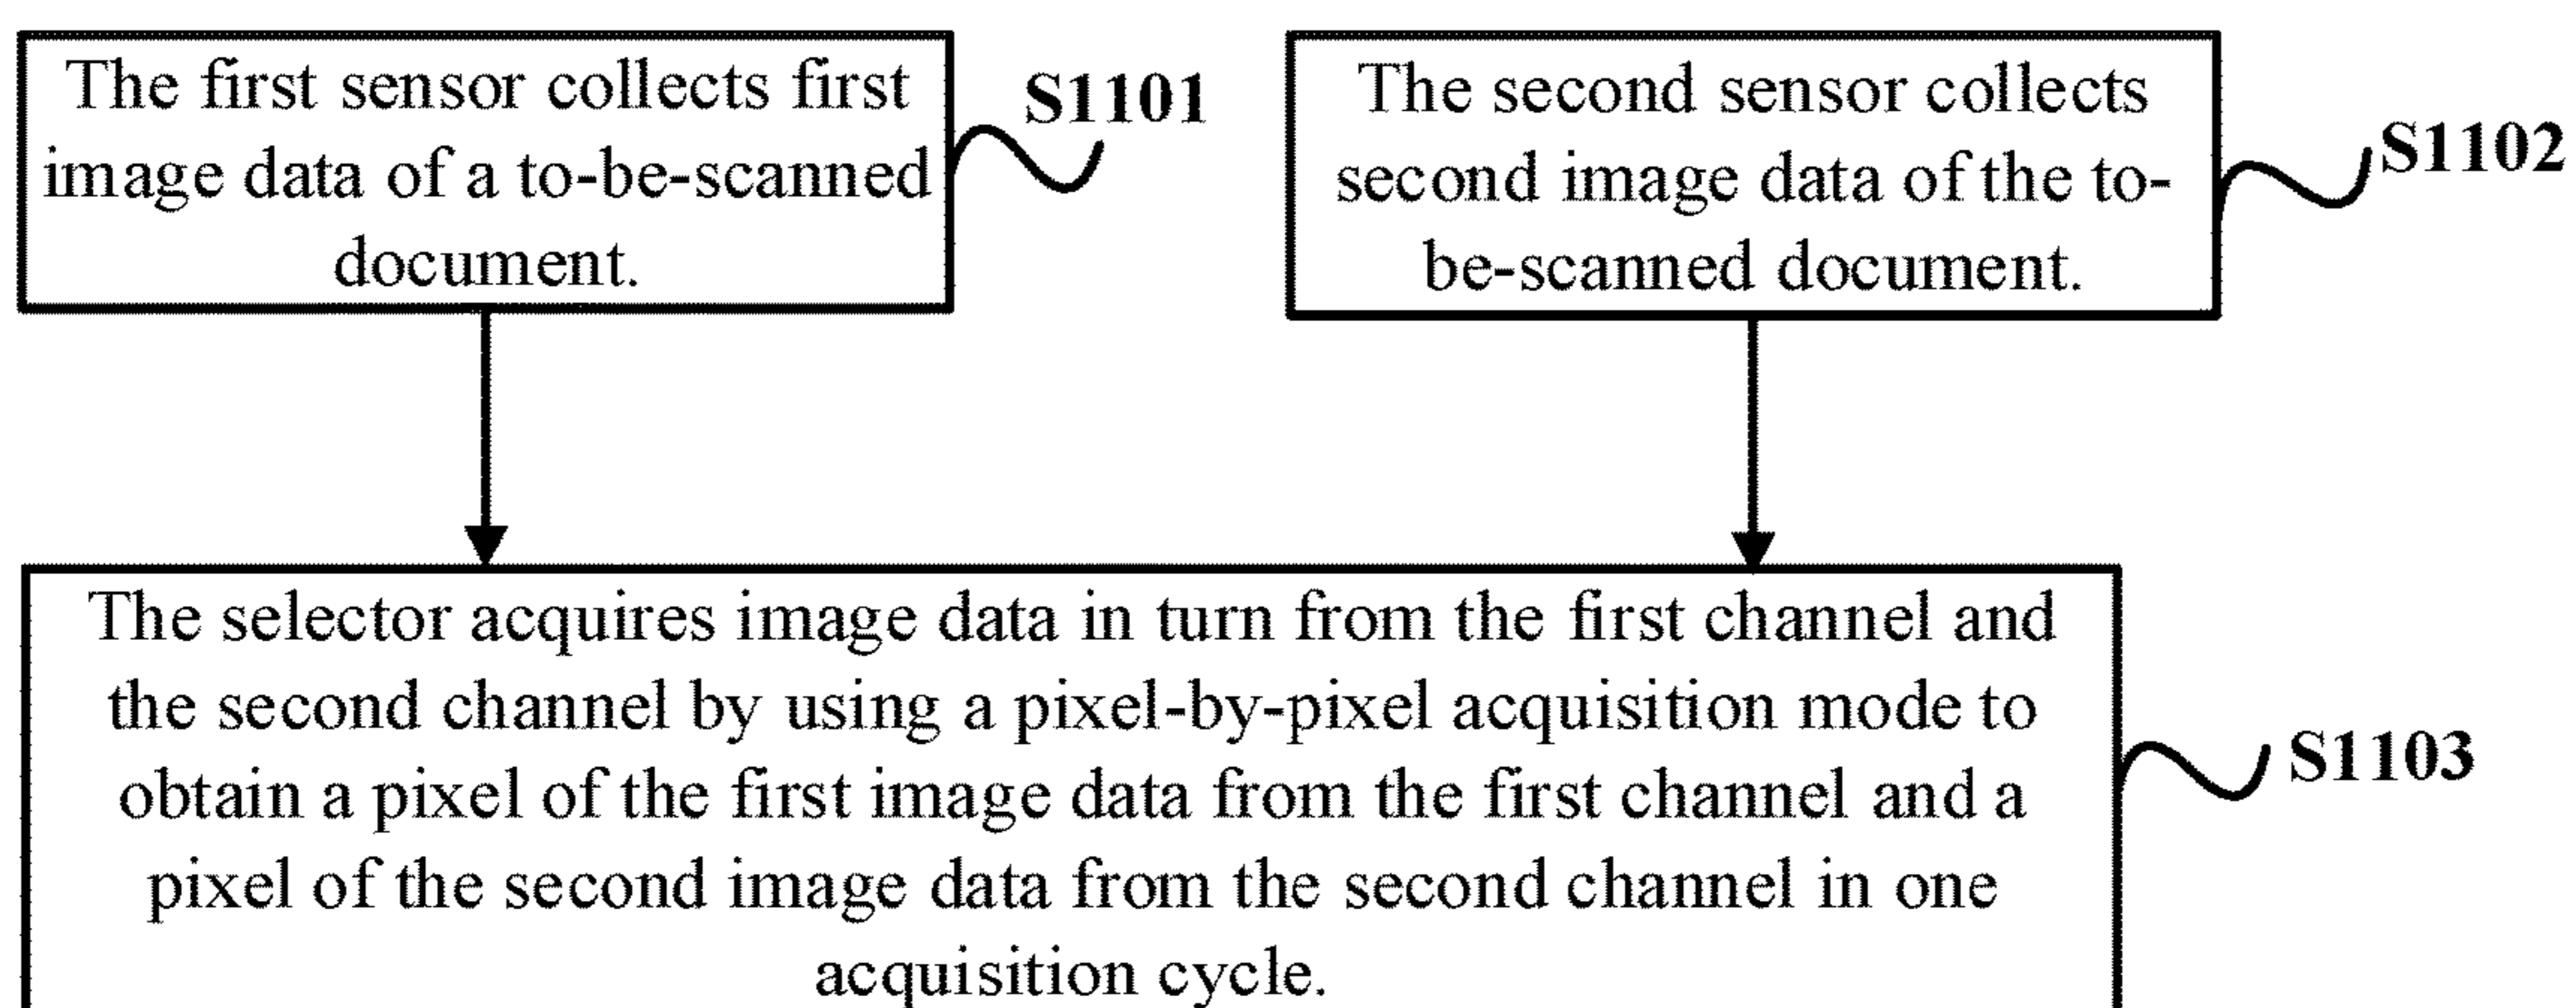 The first sensor collects first
image data of a to-be-scanned
document.
S1101
The second sensor collects
second image data of the to-
be-scanned document.
S1102
The selector acquires image data in turn from the first channel and
the second channel by using a pixel-by-pixel acquisition mode to
obtain a pixel of the first image data from the first channel and a
pixel of the second image data from the second channel in one
acquisition cycle.
S1103